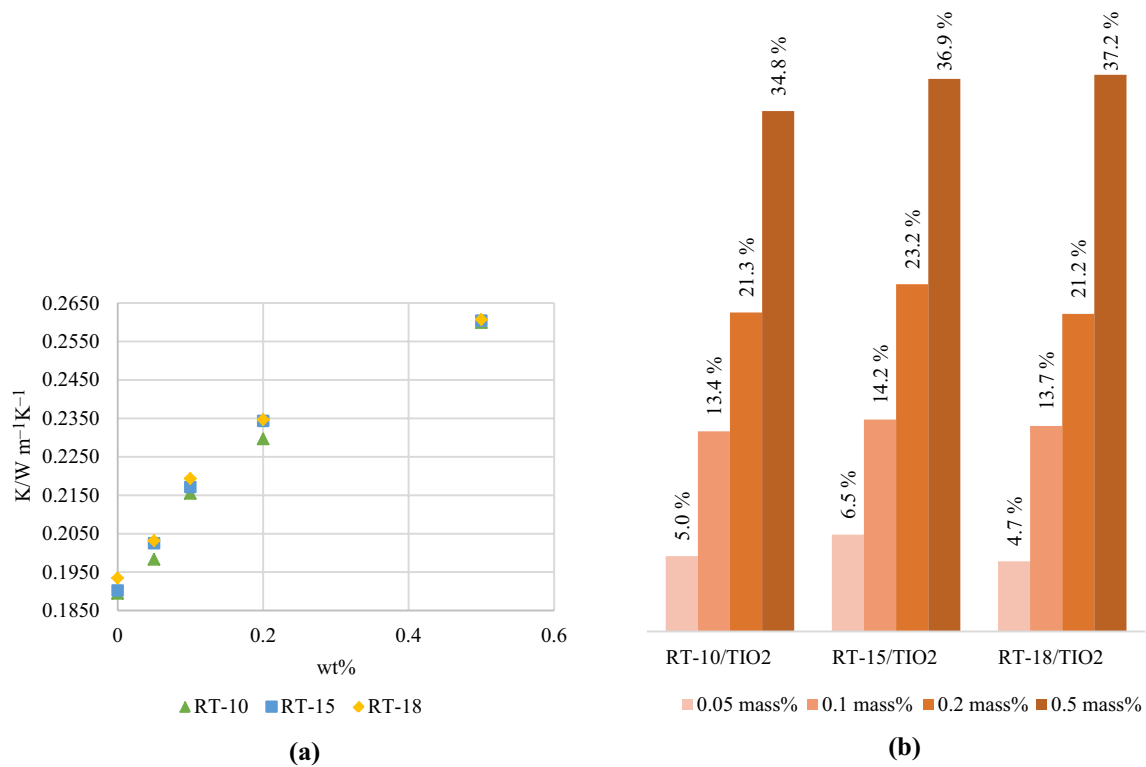 0.2650
0.2550
0.2450
0.2350
0.2250
0.2150
0.2050
0.1950
0.1850
K/W m⁻¹K⁻¹
0 0.2 0.4 0.6
wt%
RT-10 RT-15 RT-18
(a)
5.0 %
13.4 %
21.3 %
34.8 %
6.5 %
14.2 %
23.2 %
36.9 %
4.7 %
13.7 %
21.2 %
37.2 %
RT-10/TIO2 RT-15/TIO2 RT-18/TIO2
0.05 mass% 0.1 mass% 0.2 mass% 0.5 mass%
(b)